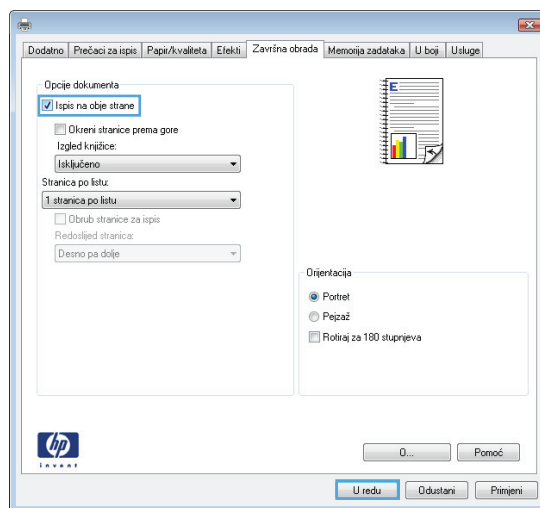 Dodatno Prečaci za ispis Papir/kvaliteta Efekti Završna obrada Memorija zadataka U boji Usluge
Opcije dokumenta
Ispis na obje strane
Okreni stranice prema gore
Izgled knjižice:
Isključeno
Stranica po listu:
1 stranica po listu
Obrub stranice za ispis
Redoslijed stranica:
Desno pa dolje
E
Orijentacija
Portret
Pejzaž
Rotiraj za 180 stupnjeva
hp
invent
O... Pomoć
U redu Odustani Primjeni